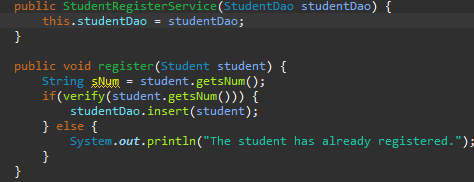 public StudentRegisterService(StudentDao studentDao) {
    this.studentDao = studentDao;
}

public void register(Student student) {
    String sNum = student.getsNum();
    if(verify(student.getsNum())) {
        studentDao.insert(student);
    } else {
        System.out.println("The student has already registered.");
    }
}